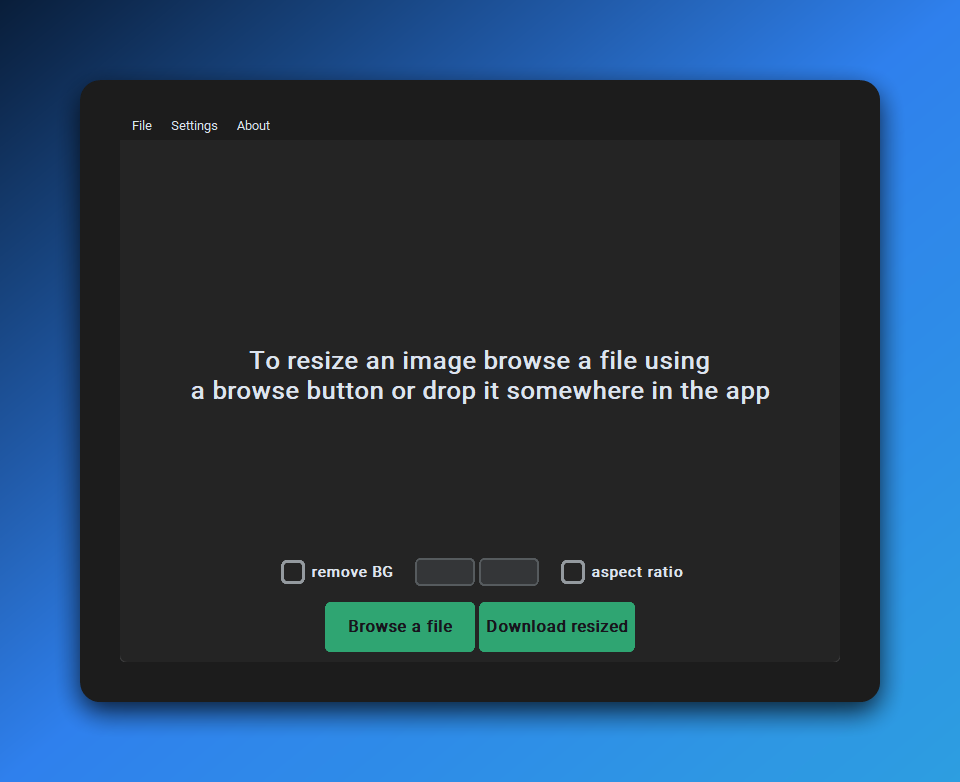 File Settings About
To resize an image browse a file using
a browse button or drop it somewhere in the app
remove BG aspect ratio
Browse a file Download resized